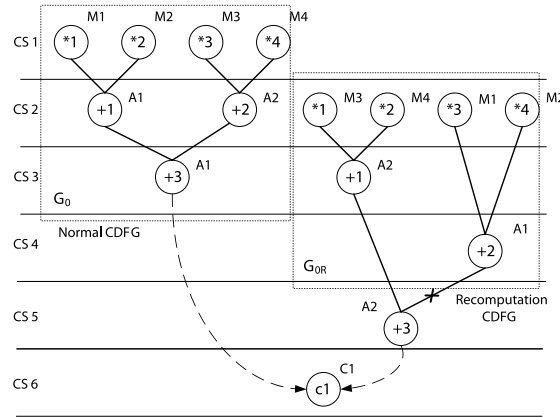 M1 M2 M3 M4
CS 1 *1 *2 *3 *4
M3 M4 M1 M2
CS 2 +1 A1 +2 A2 *1 *2 *3 *4
CS 3 +3 A1 +1 A2
G0
Normal CDFG
A1
CS 4 +2
G0R
A2 Recomputation
CDFG
CS 5 +3
C1
CS 6 c1